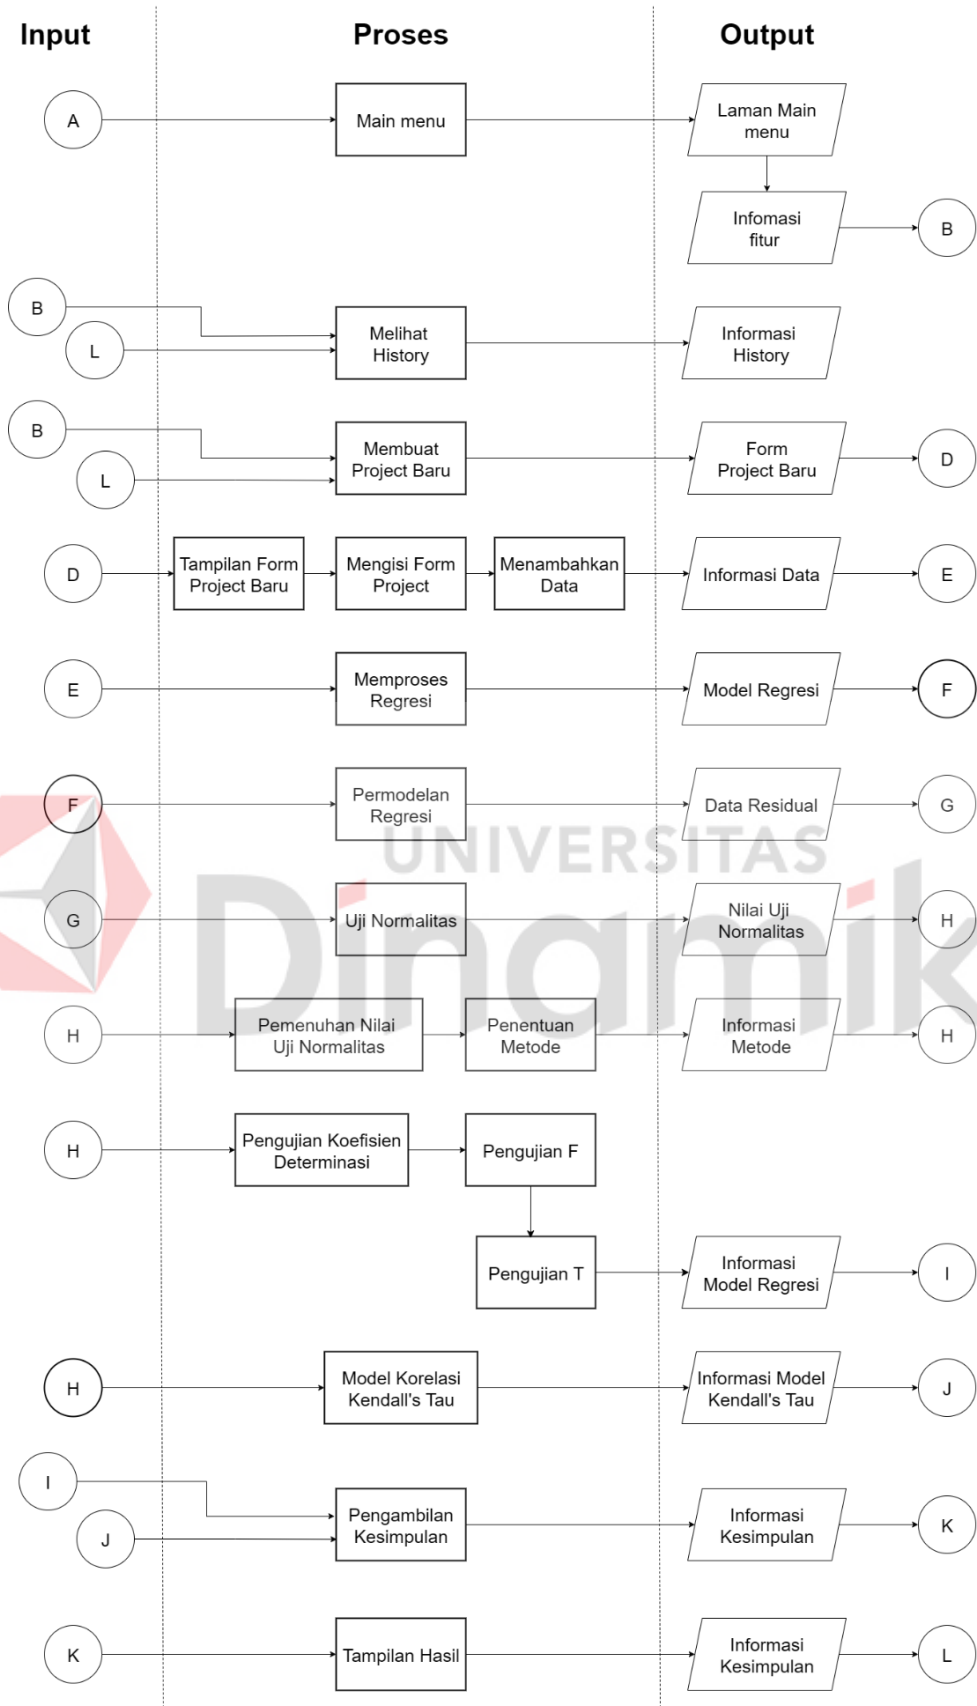 Input
Proses
Output
A
Main menu
Laman Main
menu
Infomasi
fitur
B
B
L
Melihat
History
Informasi
History
B
L
Membuat
Project Baru
Form
Project Baru
D
D
Tampilan Form
Project Baru
Mengisi Form
Project
Menambahkan
Data
Informasi Data
E
E
Memproses
Regresi
Model Regresi
F
F
Permodelan
Regresi
Data Residual
G
UNIVERSITAS
Dinamik
G
Uji Normalitas
Nilai Uji
Normalitas
H
H
Pemenuhan Nilai
Uji Normalitas
Penentuan
Metode
Informasi
Metode
H
H
Pengujian Koefisien
Determinasi
Pengujian F
Pengujian T
Informasi
Model Regresi
I
H
Model Korelasi
Kendall's Tau
Informasi Model
Kendall's Tau
J
I
J
Pengambilan
Kesimpulan
Informasi
Kesimpulan
K
K
Tampilan Hasil
Informasi
Kesimpulan
L